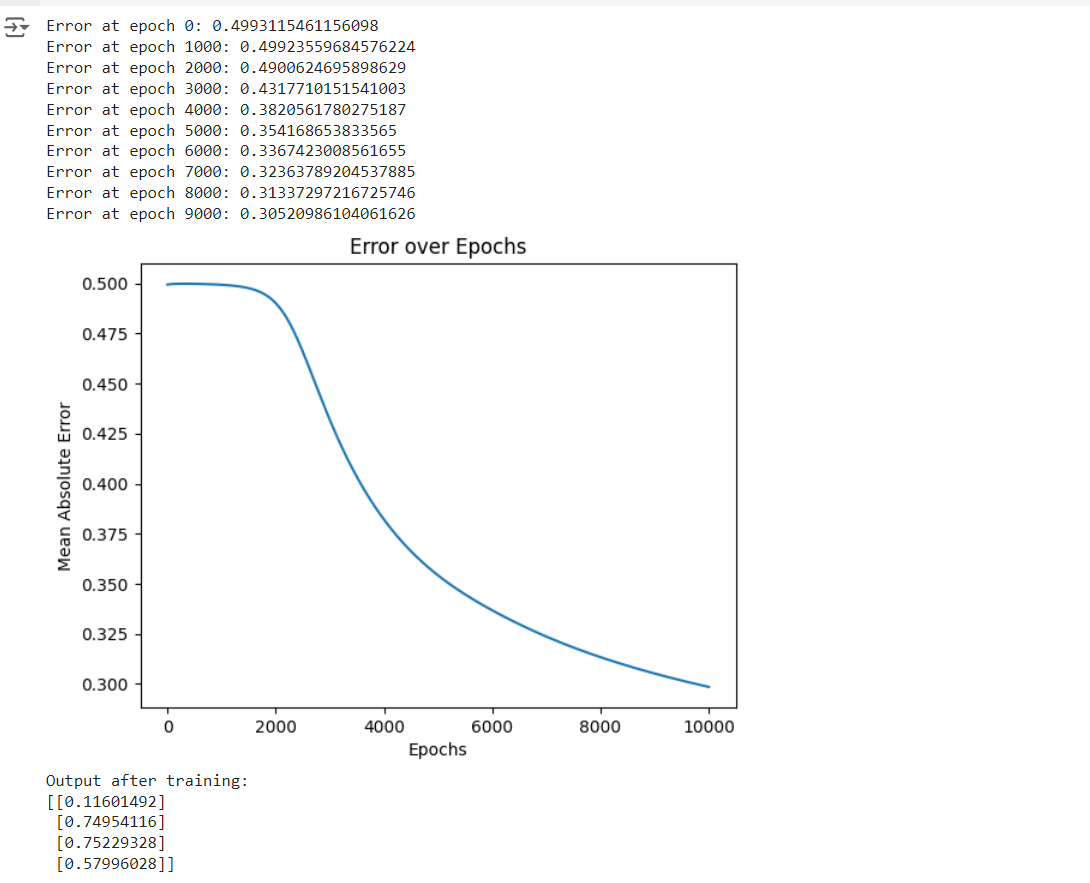 Error at epoch 0: 0.4993115461156098
Error at epoch 1000: 0.49923559684576224
Error at epoch 2000: 0.4900624695898629
Error at epoch 3000: 0.4317710151541003
Error at epoch 4000: 0.3820561780275187
Error at epoch 5000: 0.354168653833565
Error at epoch 6000: 0.3367423008561655
Error at epoch 7000: 0.32363789204537885
Error at epoch 8000: 0.31337297216725746
Error at epoch 9000: 0.30520986104061626
Error over Epochs
0.500
0.475
0.450
0.425
0.400
0.375
0.350
0.325
0.300
Mean Absolute Error
0 2000 4000 6000 8000 10000
Epochs
Output after training:
[[0.11601492]
[0.74954116]
[0.75229328]
[0.57996028]]